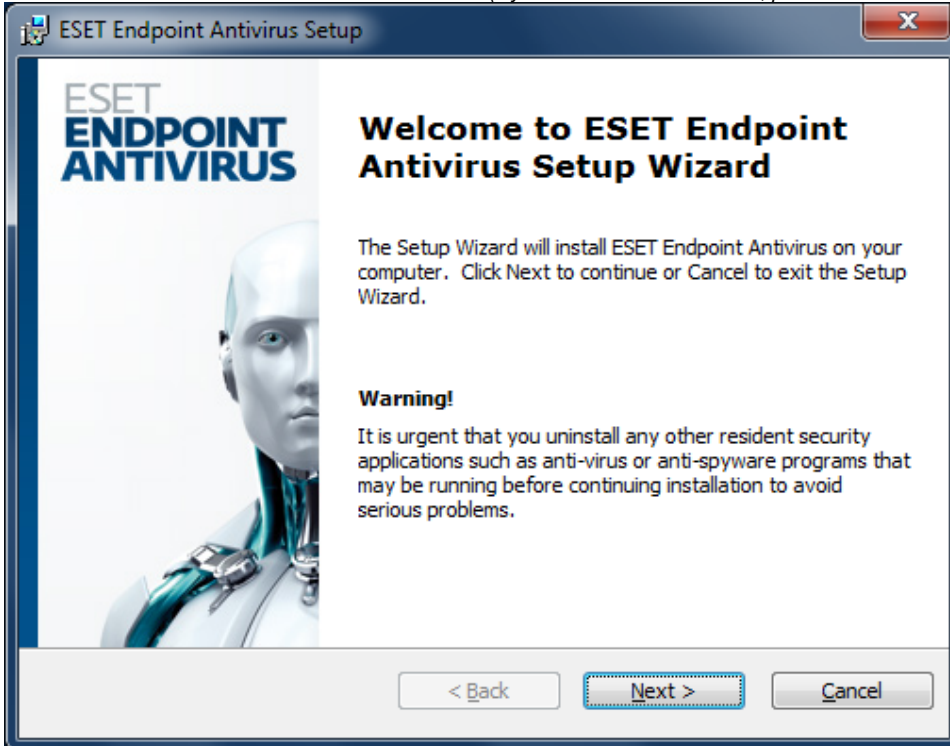 ESET Endpoint Antivirus Setup
ESET
ENDPOINT
ANTIVIRUS
Welcome to ESET Endpoint
Antivirus Setup Wizard
The Setup Wizard will install ESET Endpoint Antivirus on your
computer.  Click Next to continue or Cancel to exit the Setup
Wizard.
Warning!
It is urgent that you uninstall any other resident security
applications such as anti-virus or anti-spyware programs that
may be running before continuing installation to avoid
serious problems.
< Back
Next >
Cancel